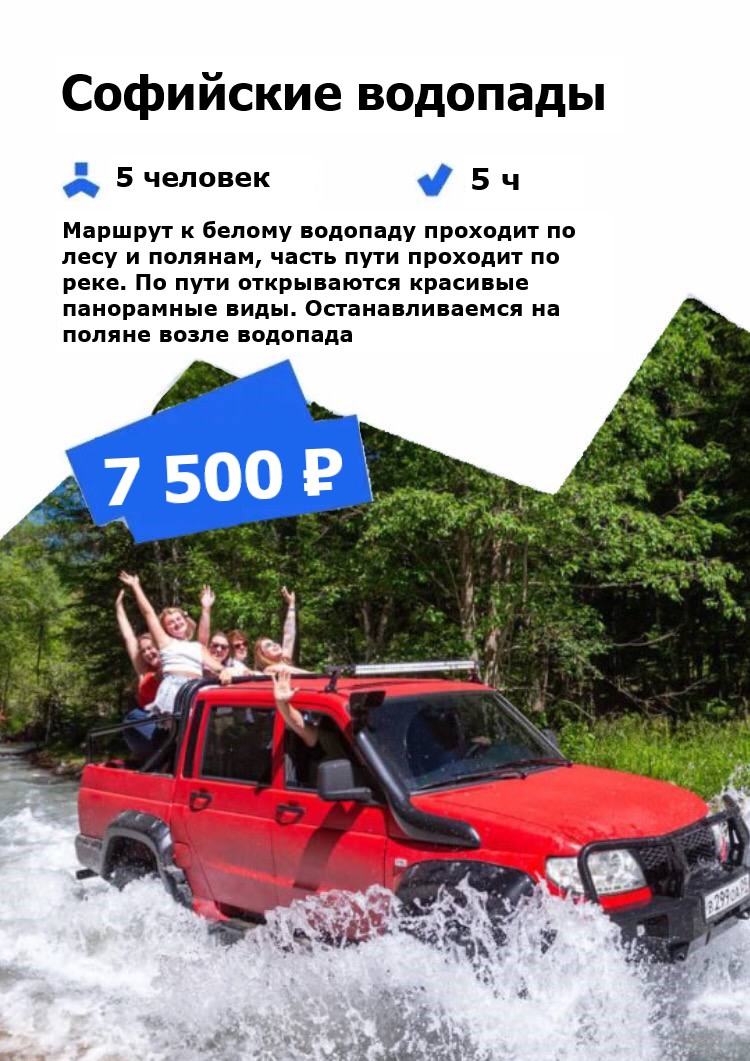 Софийские водопады
5 человек
5 ч
Маршрут к белому водопаду проходит по
лесу и полянам, часть пути проходит по
реке. По пути открываются красивые
панорамные виды. Останавливаемся на
поляне возле водопада
7 500 ₽